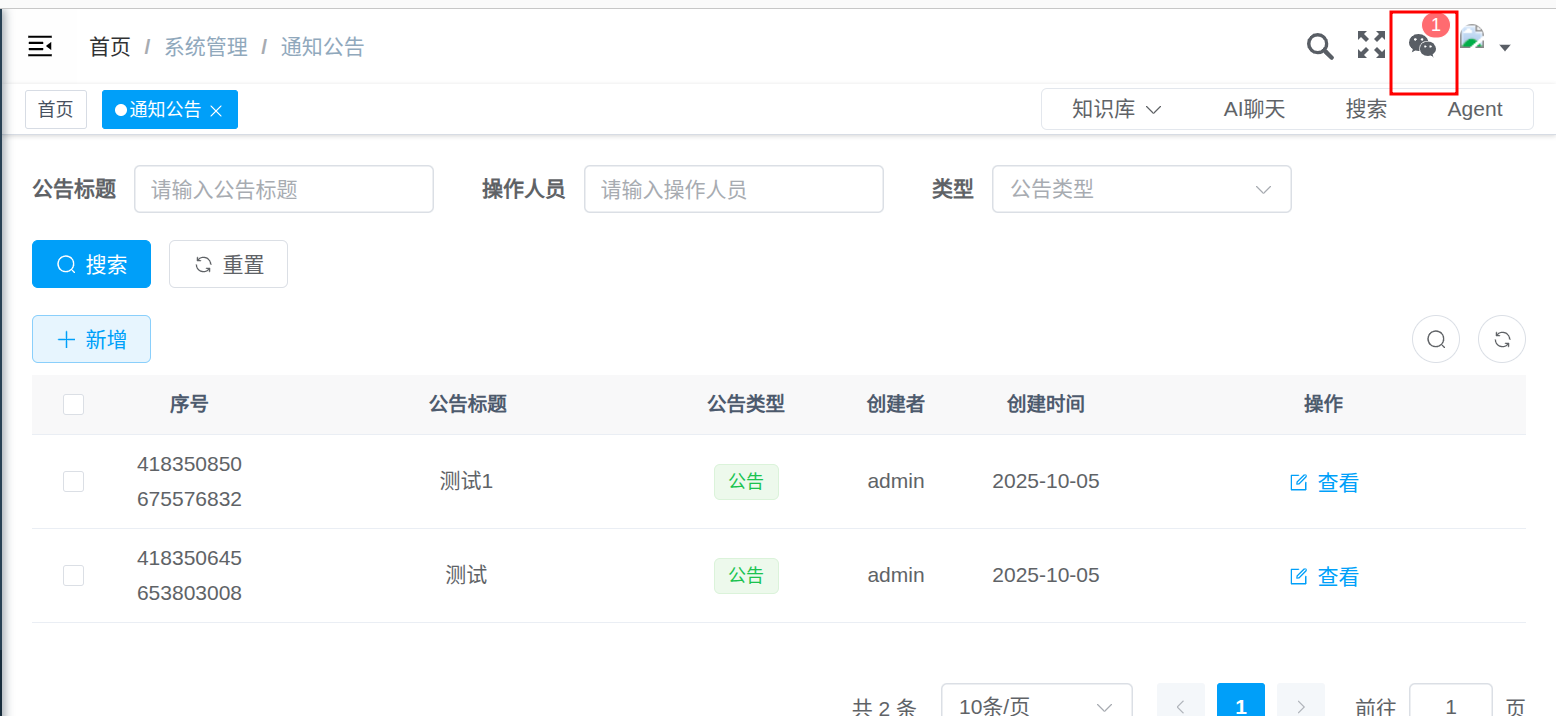 首页 / 系统管理 / 通知公告 1
首页 通知公告 知识库 AI聊天 搜索 Agent
公告标题 请输入公告标题 操作人员 请输入操作人员 类型 公告类型
搜索 重置
新增
序号 公告标题 公告类型 创建者 创建时间 操作
418350850
675576832 测试1 公告 admin 2025-10-05 查看
418350645
653803008 测试 公告 admin 2025-10-05 查看
共 2 条 10条/页 1 前往 1 页